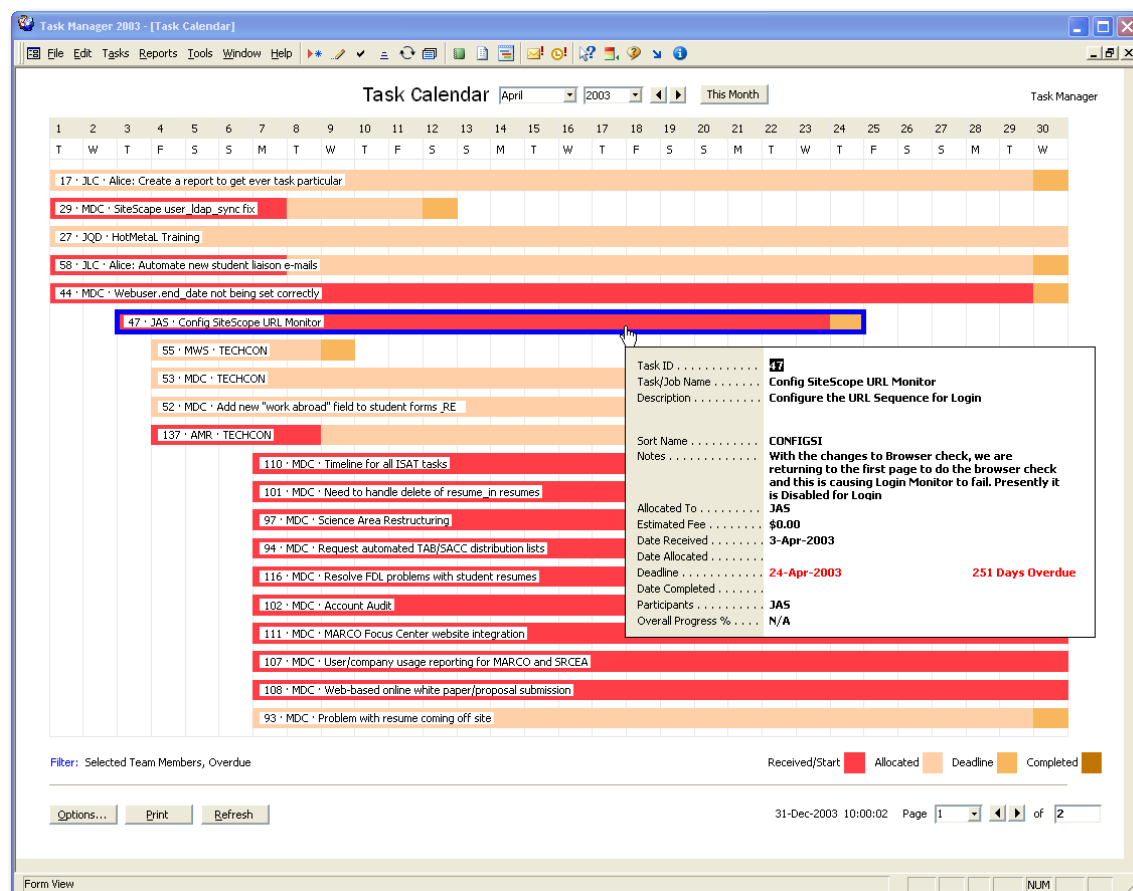 Task Manager 2003 - [Task Calendar]
File Edit Tasks Reports Tools Window Help
Task Calendar April 2003 This Month Task Manager
1 2 3 4 5 6 7 8 9 10 11 12 13 14 15 16 17 18 19 20 21 22 23 24 25 26 27 28 29 30
T W T F S S M T W T F S S M T W T F S S M T W T F S S M T W
17 · JLC · Alice: Create a report to get ever task particular
29 · MDC · SiteScape user_ldap_sync fix
27 · JQD · HotMetaL Training
58 · JLC · Alice: Automate new student liaison e-mails
44 · MDC · Webuser.end_date not being set correctly
47 · JAS · Config SiteScope URL Monitor
55 · MWS · TECHCON
53 · MDC · TECHCON
52 · MDC · Add new "work abroad" field to student forms_RE
137 · AMR · TECHCON
110 · MDC · Timeline for all ISAT tasks
101 · MDC · Need to handle delete of resume_in resumes
97 · MDC · Science Area Restructuring
94 · MDC · Request automated TAB/SACC distribution lists
116 · MDC · Resolve FDL problems with student resumes
102 · MDC · Account Audit
111 · MDC · MARCO Focus Center website integration
107 · MDC · User/company usage reporting for MARCO and SRCEA
108 · MDC · Web-based online white paper/proposal submission
93 · MDC · Problem with resume coming off site
Task ID . . . . . . . . . . . . 47
Task/Job Name . . . . . . . Config SiteScope URL Monitor
Description . . . . . . . . . . Configure the URL Sequence for Login
Sort Name . . . . . . . . . . CONFIGSI
Notes . . . . . . . . . . . . . With the changes to Browser check, we are
returning to the first page to do the browser check
and this is causing Login Monitor to fail. Presently it
is Disabled for Login
Allocated To . . . . . . . . . JAS
Estimated Fee . . . . . . . . $0.00
Date Received . . . . . . . . 3-Apr-2003
Date Allocated . . . . . . . .
Deadline . . . . . . . . . . . . 24-Apr-2003 251 Days Overdue
Date Completed . . . . . . .
Participants . . . . . . . . . . JAS
Overall Progress % . . . . N/A
Filter: Selected Team Members, Overdue Received/Start Allocated Deadline Completed
Options... Print Refresh 31-Dec-2003 10:00:02 Page 1 of 2
Form View NUM